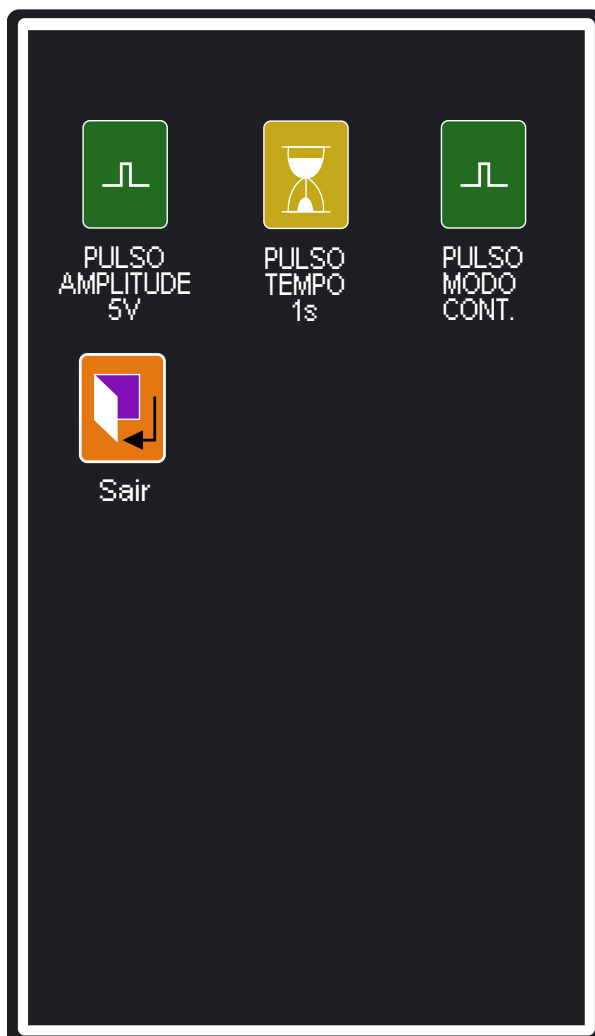 PULSO
AMPLITUDE
5V
PULSO
TEMPO
1s
PULSO
MODO
CONT.
Sair